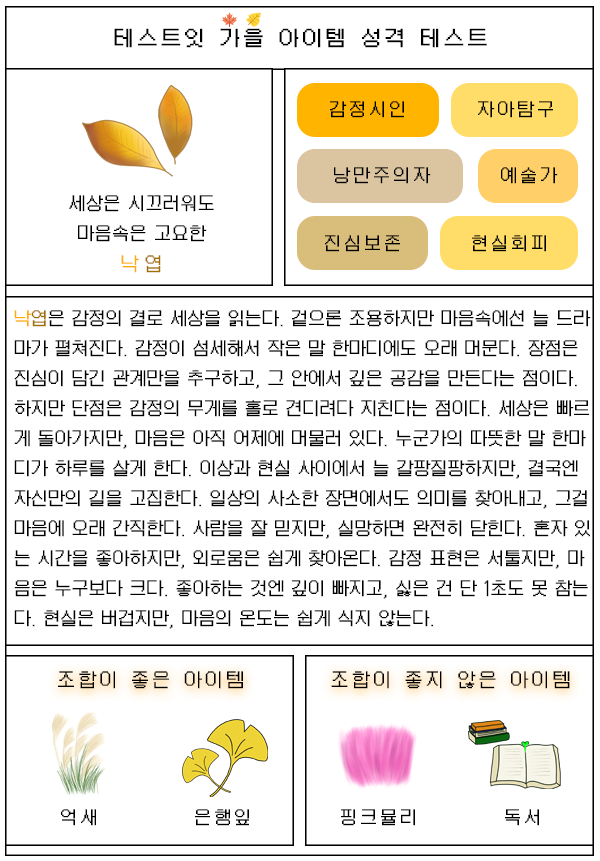 테스트잇 가을 아이템 성격 테스트
세상은 시끄러워도
마음속은 고요한
낙엽
감정시인
자아탐구
낭만주의자
예술가
진심보존
현실회피
낙엽은 감정의 결로 세상을 읽는다. 겉으론 조용하지만 마음속에선 늘 드라
마가 펼쳐진다. 감정이 섬세해서 작은 말 한마디에도 오래 머문다. 장점은
진심이 담긴 관계만을 추구하고, 그 안에서 깊은 공감을 만든다는 점이다.
하지만 단점은 감정의 무게를 홀로 견디려다 지친다는 점이다. 세상은 빠르
게 돌아가지만, 마음은 아직 어제에 머물러 있다. 누군가의 따뜻한 말 한마
디가 하루를 살게 한다. 이상과 현실 사이에서 늘 갈팡질팡하지만, 결국엔
자신만의 길을 고집한다. 일상의 사소한 장면에서도 의미를 찾아내고, 그걸
마음에 오래 간직한다. 사람을 잘 믿지만, 실망하면 완전히 닫힌다. 혼자 있
는 시간을 좋아하지만, 외로움은 쉽게 찾아온다. 감정 표현은 서툴지만, 마
음은 누구보다 크다. 좋아하는 것엔 깊이 빠지고, 싫은 건 단 1초도 못 참는
다. 현실은 버겁지만, 마음의 온도는 쉽게 식지 않는다.
조합이 좋은 아이템
억새
은행잎
조합이 좋지 않은 아이템
핑크뮬리
독서